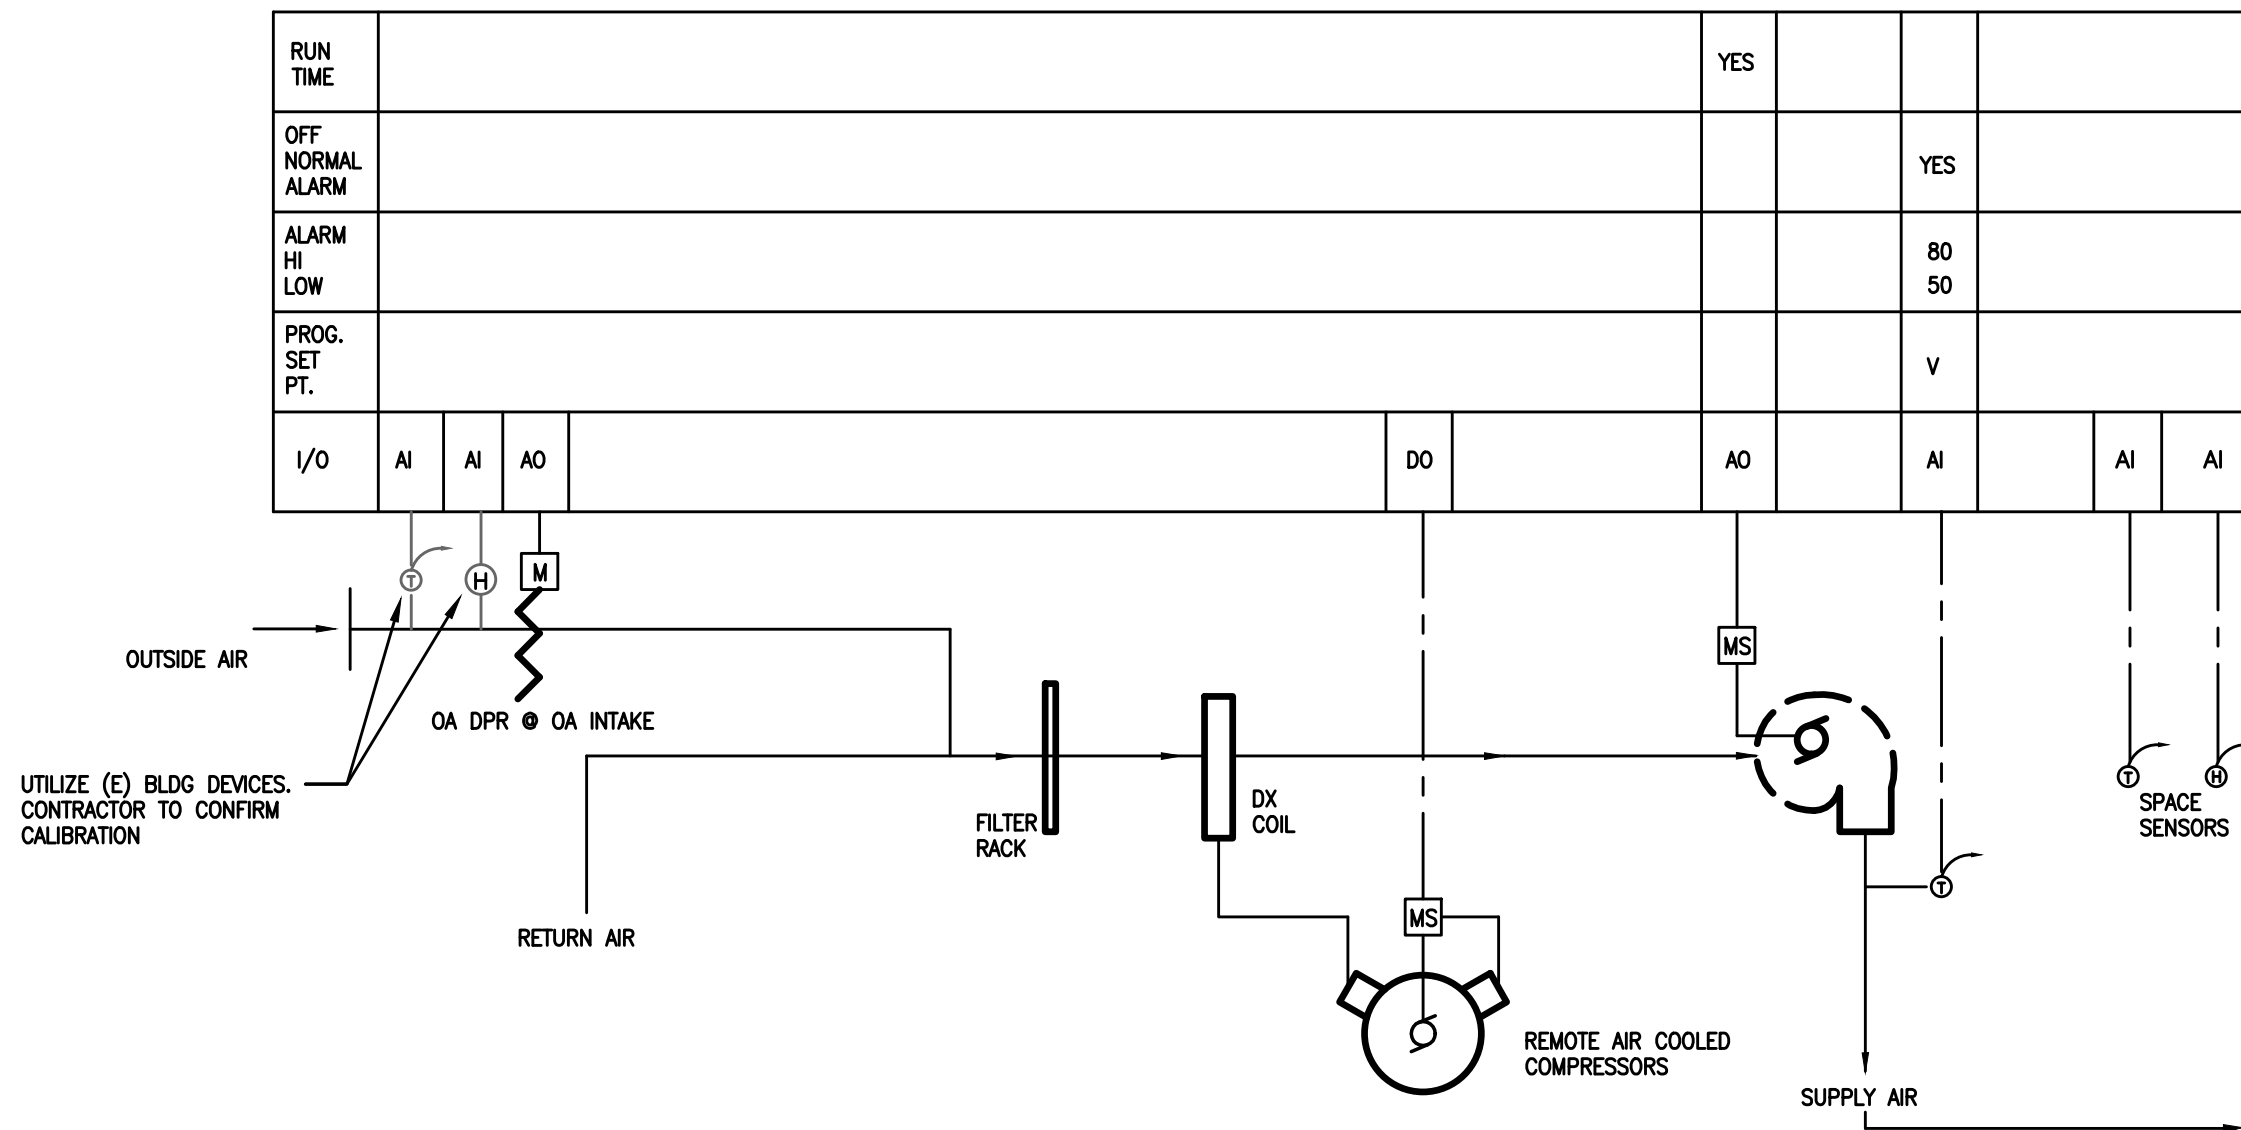 RUN
TIME
YES
OFF
NORMAL
ALARM
YES
ALARM
HI
LOW
80
50
PROG.
SET
PT.
V
I/O
AI
AI
AO
DO
AO
AI
AI
AI
T
H
M
OUTSIDE AIR
OA DPR @ OA INTAKE
MS
UTILIZE (E) BLDG DEVICES.
CONTRACTOR TO CONFIRM
CALIBRATION
FILTER
RACK
DX
COIL
T
H
SPACE
SENSORS
T
RETURN AIR
MS
REMOTE AIR COOLED
COMPRESSORS
SUPPLY AIR